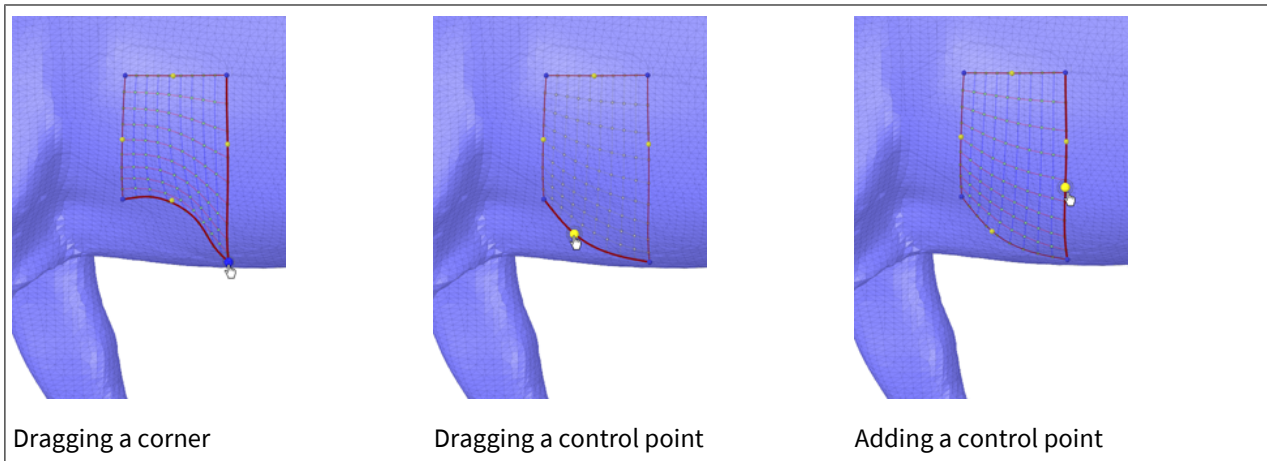 Dragging a corner
Dragging a control point
Adding a control point